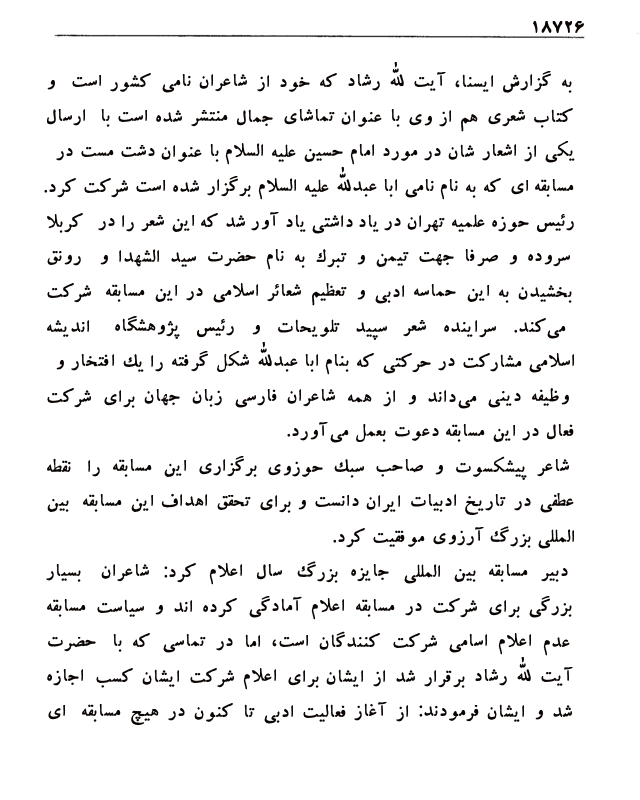 ۱۸۷۲۶
به گزارش ایسنا، آیت لله رشاد که خود از شاعران نامی کشور است و
کتاب شعری هم از وی با عنوان تماشای جمال منتشر شده است با ارسال
یکی از اشعار شان در مورد امام حسین علیه السلام با عنوان دشت مست در
مسابقه ای که به نام نامی ابا عبدلله علیه السلام برگزار شده است شرکت کرد.
رئیس حوزه علمیه تهران در یاد داشتی یاد آور شد که این شعر را در کربلا
سروده و صرفا جهت تیمن و تبرك به نام حضرت سید الشهدا و رونق
بخشیدن به این حماسه ادبی و تعظیم شعائر اسلامی در این مسابقه شرکت
می‌کند. سراینده شعر سپید تلویحات و رئیس پژوهشگاه اندیشه
اسلامی مشارکت در حرکتی که بنام ابا عبدلله شکل گرفته را یك افتخار و
وظیفه دینی می‌داند و از همه شاعران فارسی زبان جهان برای شرکت
فعال در این مسابقه دعوت بعمل می‌آورد.
شاعر پیشکسوت و صاحب سبك حوزوی برگزاری این مسابقه را نقطه
عطفی در تاریخ ادبیات ایران دانست و برای تحقق اهداف این مسابقه بین
المللی بزرگ آرزوی موفقیت کرد.
دبیر مسابقه بین المللی جایزه بزرگ سال اعلام کرد: شاعران بسیار
بزرگی برای شرکت در مسابقه اعلام آمادگی کرده اند و سیاست مسابقه
عدم اعلام اسامی شرکت کنندگان است، اما در تماسی که با حضرت
آیت لله رشاد برقرار شد از ایشان برای اعلام شرکت ایشان کسب اجازه
شد و ایشان فرمودند: از آغاز فعالیت ادبی تا کنون در هیچ مسابقه ای